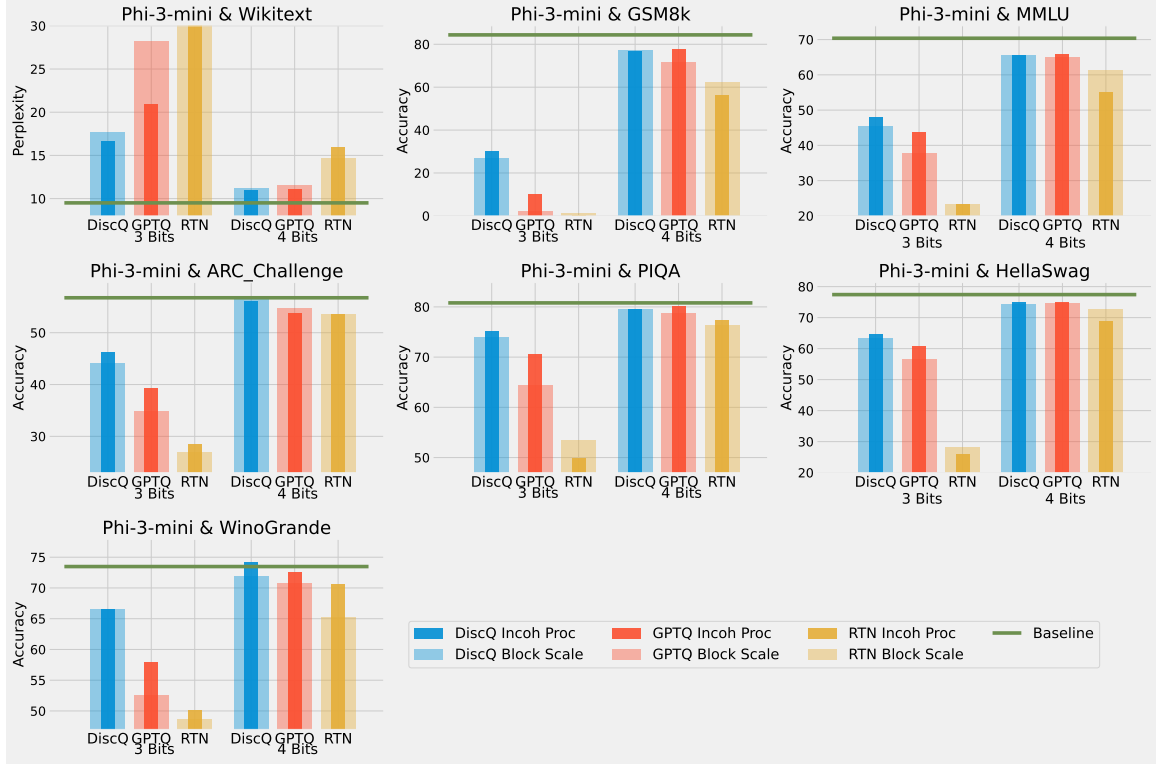 Phi-3-mini & Wikitext
30
25
20
15
10
Perplexity
DiscQ GPTQ RTN DiscQ GPTQ RTN
3 Bits 4 Bits
Phi-3-mini & GSM8k
80
60
40
20
0
Accuracy
DiscQ GPTQ RTN DiscQ GPTQ RTN
3 Bits 4 Bits
Phi-3-mini & MMLU
70
60
50
40
30
20
Accuracy
DiscQ GPTQ RTN DiscQ GPTQ RTN
3 Bits 4 Bits
Phi-3-mini & ARC_Challenge
50
40
30
Accuracy
DiscQ GPTQ RTN DiscQ GPTQ RTN
3 Bits 4 Bits
Phi-3-mini & PIQA
80
70
60
50
Accuracy
DiscQ GPTQ RTN DiscQ GPTQ RTN
3 Bits 4 Bits
Phi-3-mini & HellaSwag
80
70
60
50
40
30
20
Accuracy
DiscQ GPTQ RTN DiscQ GPTQ RTN
3 Bits 4 Bits
Phi-3-mini & WinoGrande
75
70
65
60
55
50
Accuracy
DiscQ GPTQ RTN DiscQ GPTQ RTN
3 Bits 4 Bits
DiscQ Incoh Proc GPTQ Incoh Proc RTN Incoh Proc Baseline
DiscQ Block Scale GPTQ Block Scale RTN Block Scale